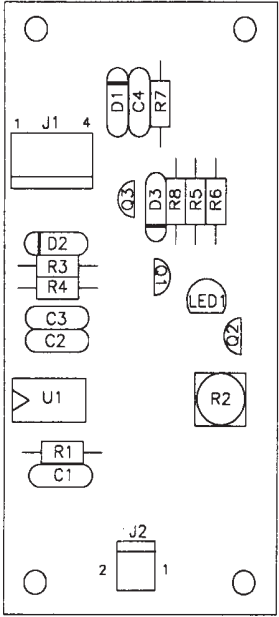 D1 C4 R7
1 J1 4
Q3 D3 R8 R5 R6
D2
R3
R4
Q1
LED1
C3
C2
Q2
U1
R2
R1
C1
J2
2 1